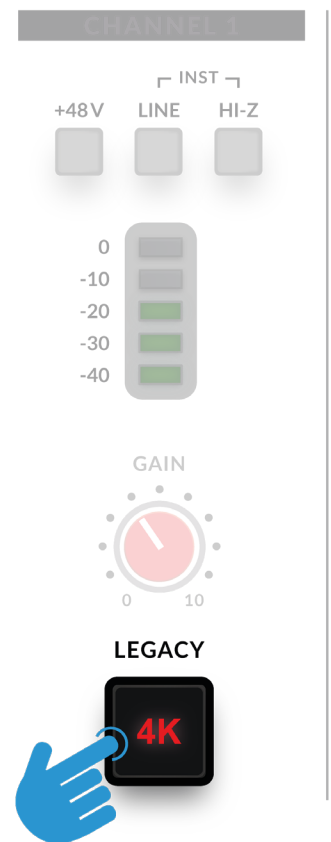 CHANNEL 1
INST
+48V LINE HI-Z
0
-10
-20
-30
-40
GAIN
0 10
LEGACY
4K